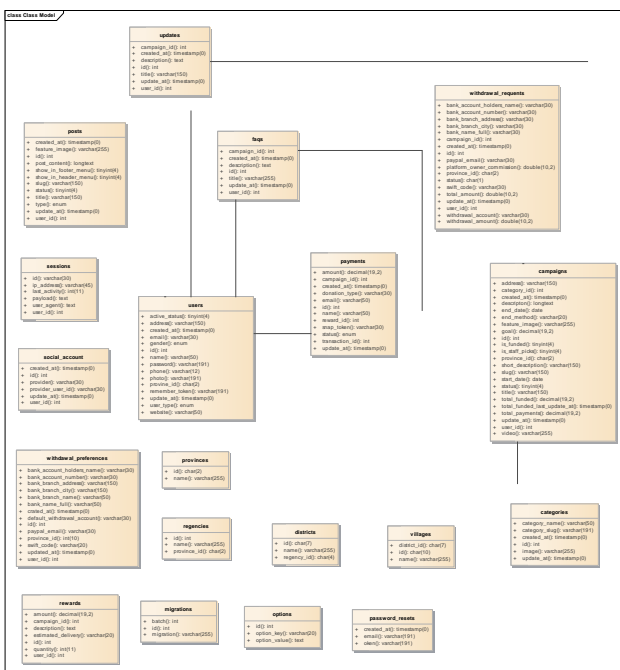 class Class Model
updates
+ campaign_id(): int
+ created_at(): timestamp(0)
+ description(): text
+ id(): int
+ title(): varchar(150)
+ update_at(): timestamp(0)
+ user_id(): int
withdrawal_requents
+ bank_account_holders_name(): varchar(30)
+ bank_account_number(): varchar(30)
+ bank_branch_address(): varchar(30)
+ bank_branch_city(): varchar(30)
+ bank_name_full(): varchar(30)
+ campaign_id(): int
+ created_at(): timestamp(0)
+ id(): int
+ paypal_email(): varchar(30)
+ platform_owner_commission(): double(10,2)
+ province_id(): char(2)
+ status(): char(1)
+ swift_code(): varchar(30)
+ total_amount(): double(10,2)
+ update_at(): timestamp(0)
+ user_id(): int
+ withdrawal_account(): varchar(30)
+ withdrawal_amount(): double(10,2)
posts
+ created_at(): timestamp(0)
+ feature_image(): varchar(255)
+ id(): int
+ post_content(): longtext
+ show_in_footer_menu(): tinyint(4)
+ show_in_header_menu(): tinyint(4)
+ slug(): varchar(150)
+ status(): tinyint(4)
+ title(): varchar(150)
+ type(): enum
+ update_at(): timestamp(0)
+ user_id(): int
faqs
+ campaign_id(): int
+ created_at(): timestamp(0)
+ description(): text
+ id(): int
+ title(): varchar(255)
+ update_at(): timestamp(0)
+ user_id(): int
sessions
+ id(): varchar(30)
+ ip_address(): varchar(45)
+ last_activity(): int(11)
+ payload(): text
+ user_agent(): text
+ user_id(): int
payments
+ amount(): decimal(19,2)
+ campaign_id(): int
+ created_at(): timestamp(0)
+ donation_type(): varchar(30)
+ email(): varchar(50)
+ id(): int
+ name(): varchar(50)
+ reward_id(): int
+ snap_token(): varchar(30)
+ status(): enum
+ transaction_id(): int
+ update_at(): timestamp(0)
campaigns
+ address(): varchar(150)
+ category_id(): int
+ created_at(): timestamp(0)
+ description(): longtext
+ end_date(): date
+ end_method(): varchar(20)
+ feature_image(): varchar(255)
+ goal(): decimal(19,2)
+ id(): int
+ is_funded(): tinyint(4)
+ is_staff_picks(): tinyint(4)
+ province_id(): char(2)
+ short_description(): varchar(150)
+ slug(): varchar(150)
+ start_date(): date
+ status(): tinyint(4)
+ title(): varchar(150)
+ total_funded(): decimal(19,2)
+ total_funded_last_update_at(): timestamp(0)
+ total_payments(): decimal(19,2)
+ update_at(): timestamp(0)
+ user_id(): int
+ video(): varchar(255)
users
+ active_status(): tinyint(4)
+ address(): varchar(150)
+ created_at(): timestamp(0)
+ email(): varchar(30)
+ gender(): enum
+ id(): int
+ name(): varchar(50)
+ password(): varchar(191)
+ phone(): varchar(12)
+ photo(): varchar(191)
+ provine_id(): char(2)
+ remember_token(): varchar(191)
+ update_at(): timestamp(0)
+ user_type(): enum
+ website(): varchar(50)
social_account
+ created_at(): timestamp(0)
+ id(): int
+ provider(): varchar(30)
+ provider_user_id(): varchar(30)
+ update_at(): timestamp(0)
+ user_id(): int
withdrawal_preferences
+ bank_account_holders_name(): varchar(30)
+ bank_account_number(): varchar(30)
+ bank_branch_address(): varchar(150)
+ bank_branch_city(): varchar(150)
+ bank_branch_name(): varchar(50)
+ bank_name_full(): varchar(50)
+ crated_at(): timestamp(0)
+ default_withdrawal_account(): varchar(30)
+ id(): int
+ paypal_email(): varchar(30)
+ province_id(): int(10)
+ swift_code(): varchar(20)
+ updated_at(): timestamp(0)
+ user_id(): int
provinces
+ id(): char(2)
+ name(): varchar(255)
regencies
+ id(): int
+ name(): varchar(255)
+ province_id(): char(2)
districts
+ id(): char(7)
+ name(): varchar(255)
+ regency_id(): char(4)
villages
+ district_id(): char(7)
+ id(): char(10)
+ name(): varchar(255)
categories
+ category_name(): varchar(50)
+ category_slug(): varchar(191)
+ created_at(): timestamp(0)
+ id(): int
+ image(): varchar(255)
+ update_at(): timestamp(0)
rewards
+ amount(): decimal(19,2)
+ campaign_id(): int
+ description(): text
+ estimated_delivery(): varchar(20)
+ id(): int
+ quantity(): int(11)
+ user_id(): int
migrations
+ batch(): int
+ id(): int
+ migration(): varchar(255)
options
+ id(): int
+ option_key(): varchar(20)
+ option_value(): text
password_resets
+ created_at(): timestamp(0)
+ email(): varchar(191)
+ token(): varchar(191)